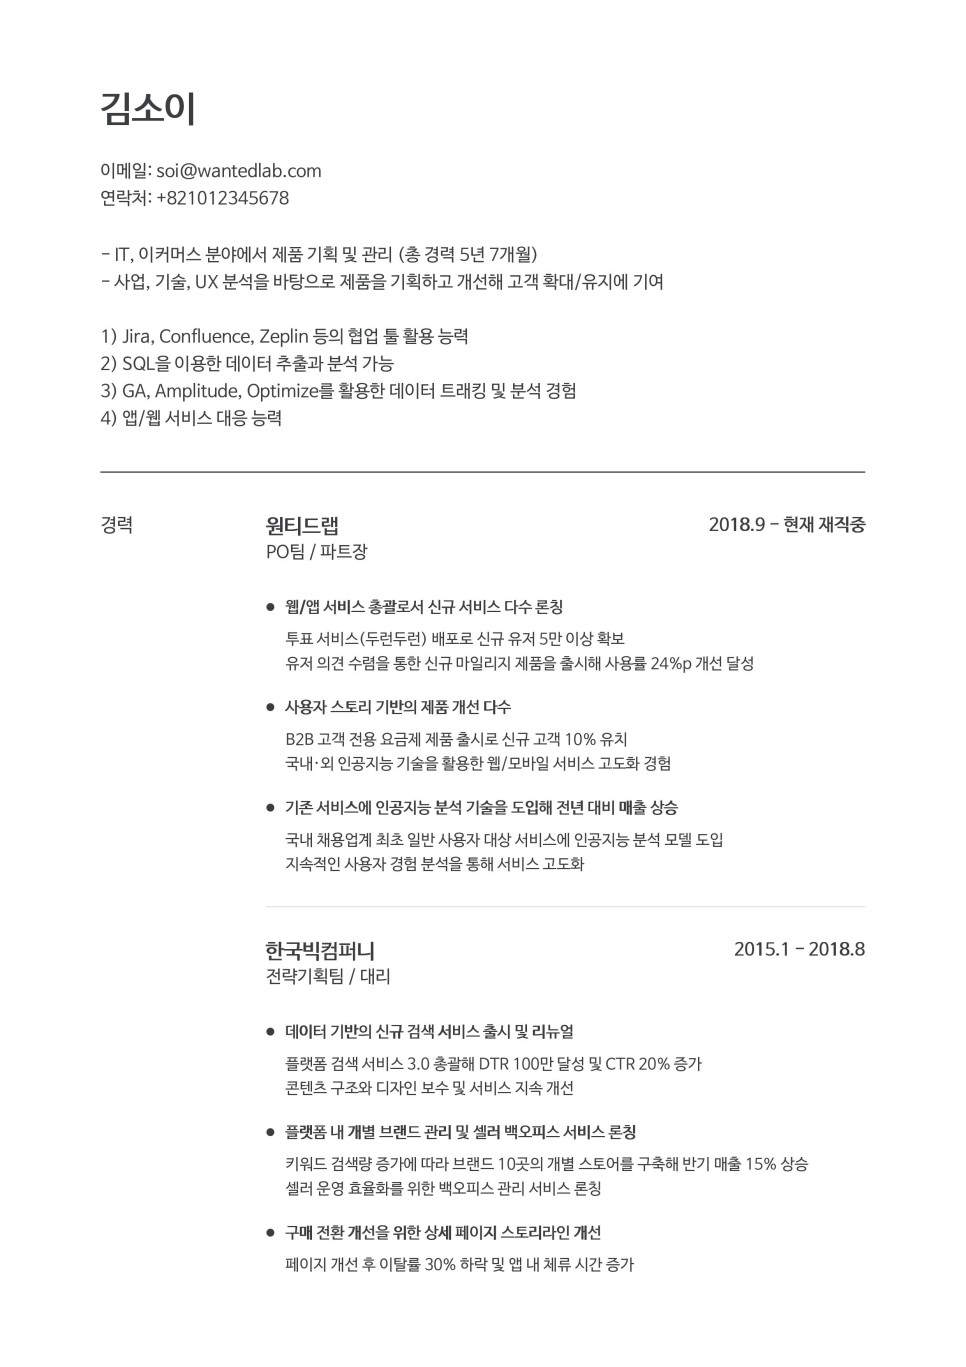 김소이
이메일: soi@wantedlab.com
연락처: +821012345678
- IT, 이커머스 분야에서 제품 기획 및 관리 (총 경력 5년 7개월)
- 사업, 기술, UX 분석을 바탕으로 제품을 기획하고 개선해 고객 확대/유지에 기여
1) Jira, Confluence, Zeplin 등의 협업 툴 활용 능력
2) SQL을 이용한 데이터 추출과 분석 가능
3) GA, Amplitude, Optimize를 활용한 데이터 트래킹 및 분석 경험
4) 앱/웹 서비스 대응 능력
경력
원티드랩
2018.9 - 현재 재직중
PO팀 / 파트장
● 웹/앱 서비스 총괄로서 신규 서비스 다수 론칭
투표 서비스(두런두런) 배포로 신규 유저 5만 이상 확보
유저 의견 수렴을 통한 신규 마일리지 제품을 출시해 사용률 24%p 개선 달성
● 사용자 스토리 기반의 제품 개선 다수
B2B 고객 전용 요금제 제품 출시로 신규 고객 10% 유치
국내·외 인공지능 기술을 활용한 웹/모바일 서비스 고도화 경험
● 기존 서비스에 인공지능 분석 기술을 도입해 전년 대비 매출 상승
국내 채용업계 최초 일반 사용자 대상 서비스에 인공지능 분석 모델 도입
지속적인 사용자 경험 분석을 통해 서비스 고도화
한국빅컴퍼니
2015.1 - 2018.8
전략기획팀 / 대리
● 데이터 기반의 신규 검색 서비스 출시 및 리뉴얼
플랫폼 검색 서비스 3.0 총괄해 DTR 100만 달성 및 CTR 20% 증가
콘텐츠 구조와 디자인 보수 및 서비스 지속 개선
● 플랫폼 내 개별 브랜드 관리 및 셀러 백오피스 서비스 론칭
키워드 검색량 증가에 따라 브랜드 10곳의 개별 스토어를 구축해 반기 매출 15% 상승
셀러 운영 효율화를 위한 백오피스 관리 서비스 론칭
● 구매 전환 개선을 위한 상세 페이지 스토리라인 개선
페이지 개선 후 이탈률 30% 하락 및 앱 내 체류 시간 증가